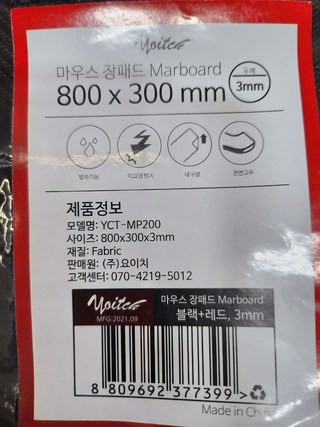 Yoitch
마우스 장패드 Marboard
800 x 300 mm
두께
3mm
방수기능
미끄럼 방지
내구성
천연고무
제품정보
모델명: YCT-MP200
사이즈: 800x300x3mm
재질: Fabric
판매원: (주)요이치
고객센터: 070-4219-5012
Yoitch
MFG 2021.09
마우스 장패드 Marboard
블랙+레드, 3mm
8 809692 377399 >
Made in Chin